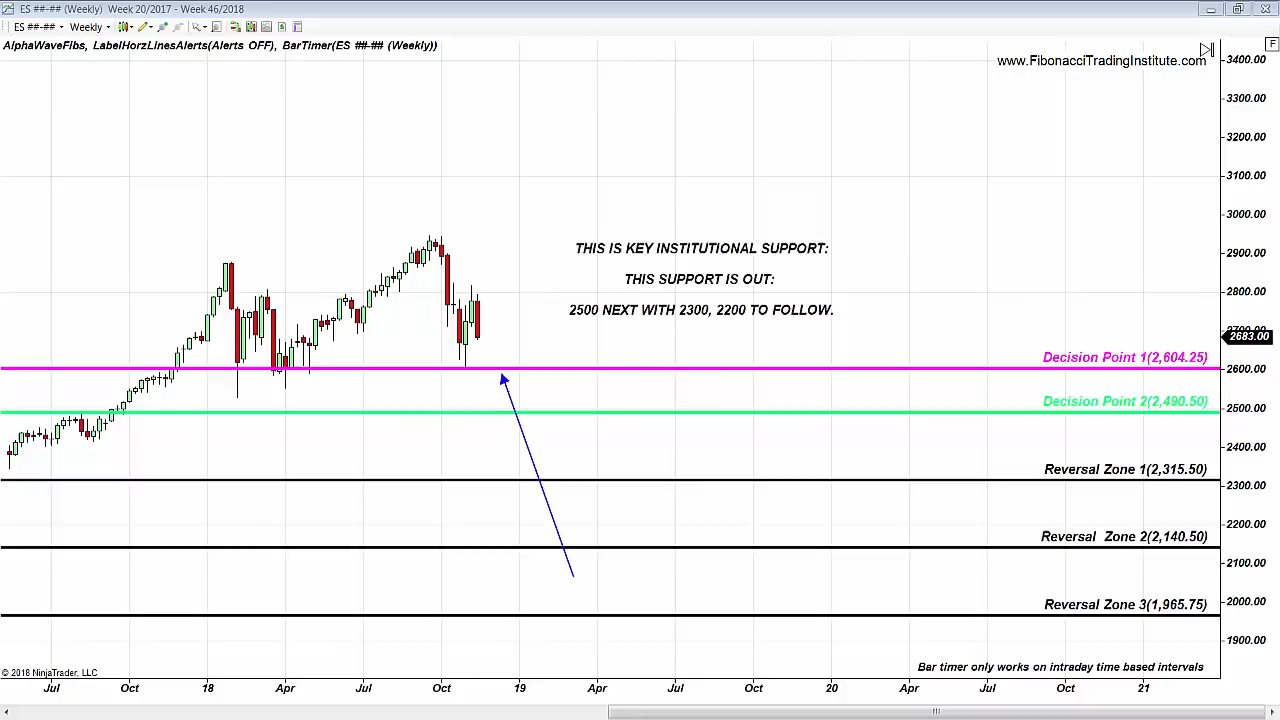 ES ##-## (Weekly)  Week 20/2017 - Week 46/2018
ES ##-## Weekly
AlphaWaveFibs, LabelHorzLinesAlerts(Alerts OFF), BarTimer(ES ##-## (Weekly))
F
www.FibonacciTradingInstitute.com
3400.00
3300.00
3200.00
3100.00
3000.00
THIS IS KEY INSTITUTIONAL SUPPORT:
2900.00
THIS SUPPORT IS OUT:
2800.00
2500 NEXT WITH 2300, 2200 TO FOLLOW.
2700.00
2683.00
Decision Point 1(2,604.25)
2600.00
Decision Point 2(2,490.50)
2500.00
2400.00
Reversal Zone 1(2,315.50)
2300.00
2200.00
Reversal  Zone 2(2,140.50)
2100.00
Reversal Zone 3(1,965.75)
2000.00
1900.00
Bar timer only works on intraday time based intervals
© 2018 NinjaTrader, LLC
Jul Oct 18 Apr Jul Oct 19 Apr Jul Oct 20 Apr Jul Oct 21